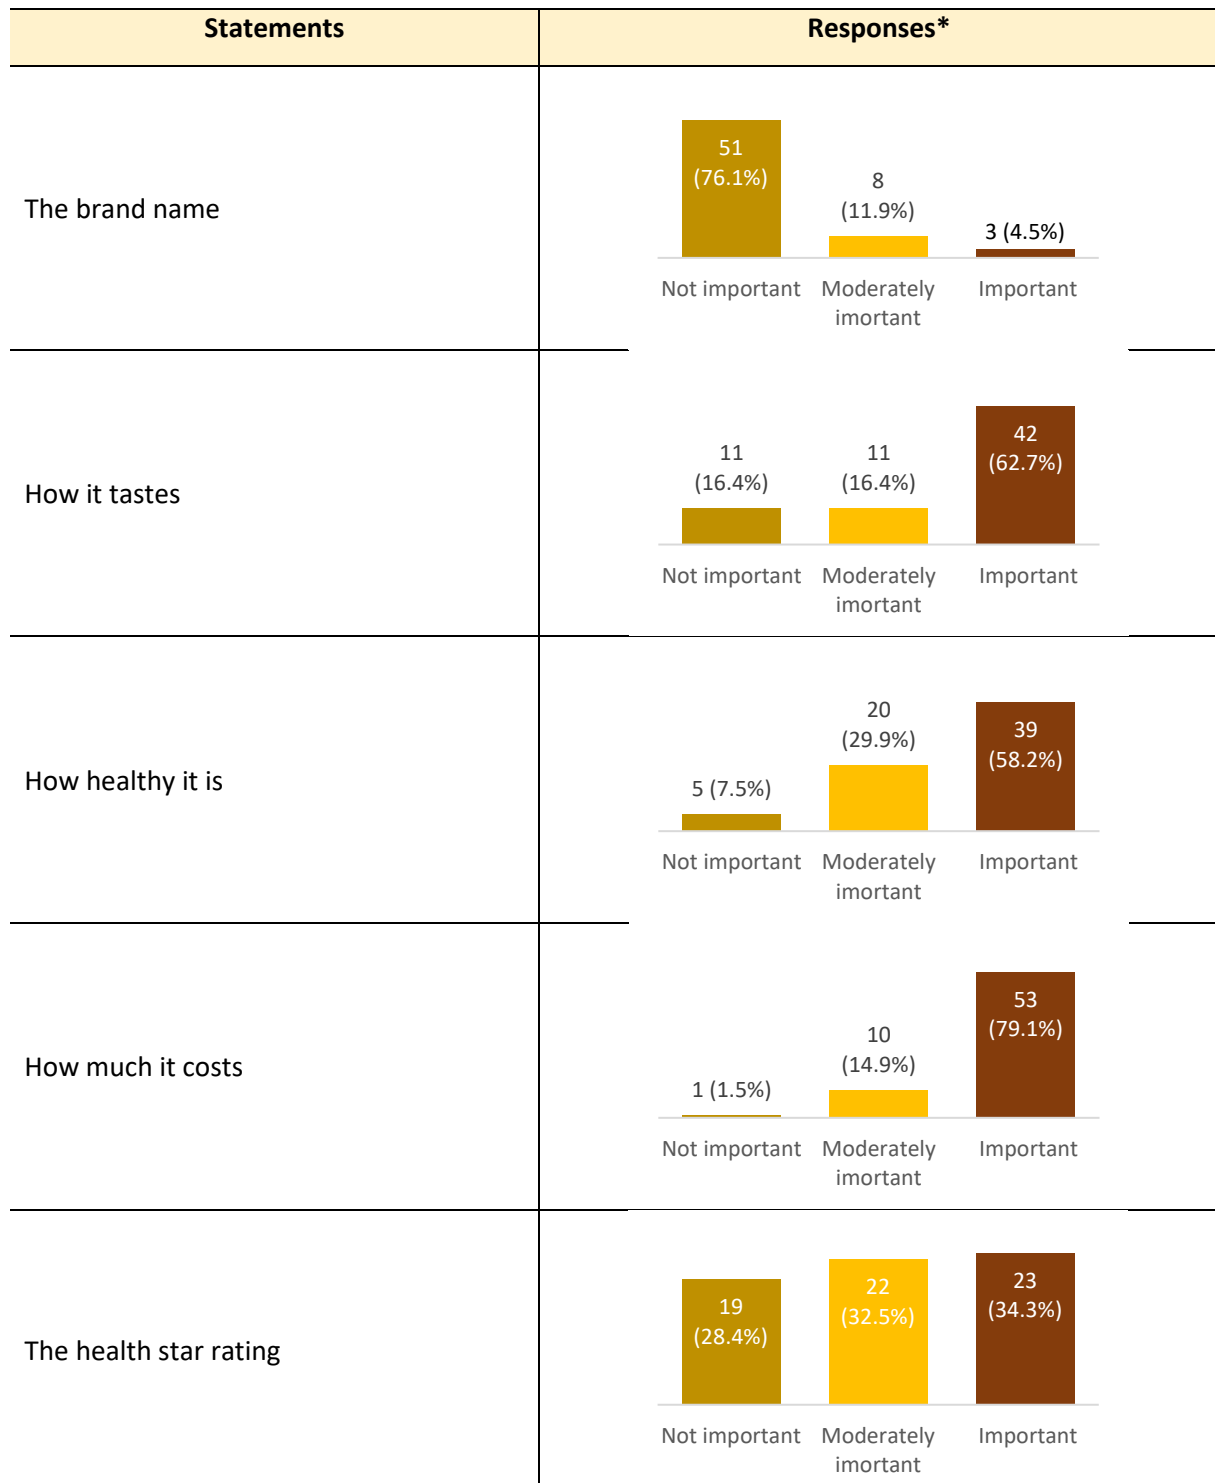 Statements
Responses*
The brand name
51
(76.1%)
8
(11.9%)
3 (4.5%)
Not important
Moderately
imortant
Important
How it tastes
11
(16.4%)
11
(16.4%)
42
(62.7%)
Not important
Moderately
imortant
Important
How healthy it is
5 (7.5%)
20
(29.9%)
39
(58.2%)
Not important
Moderately
imortant
Important
How much it costs
1 (1.5%)
10
(14.9%)
53
(79.1%)
Not important
Moderately
imortant
Important
The health star rating
19
(28.4%)
22
(32.5%)
23
(34.3%)
Not important
Moderately
imortant
Important